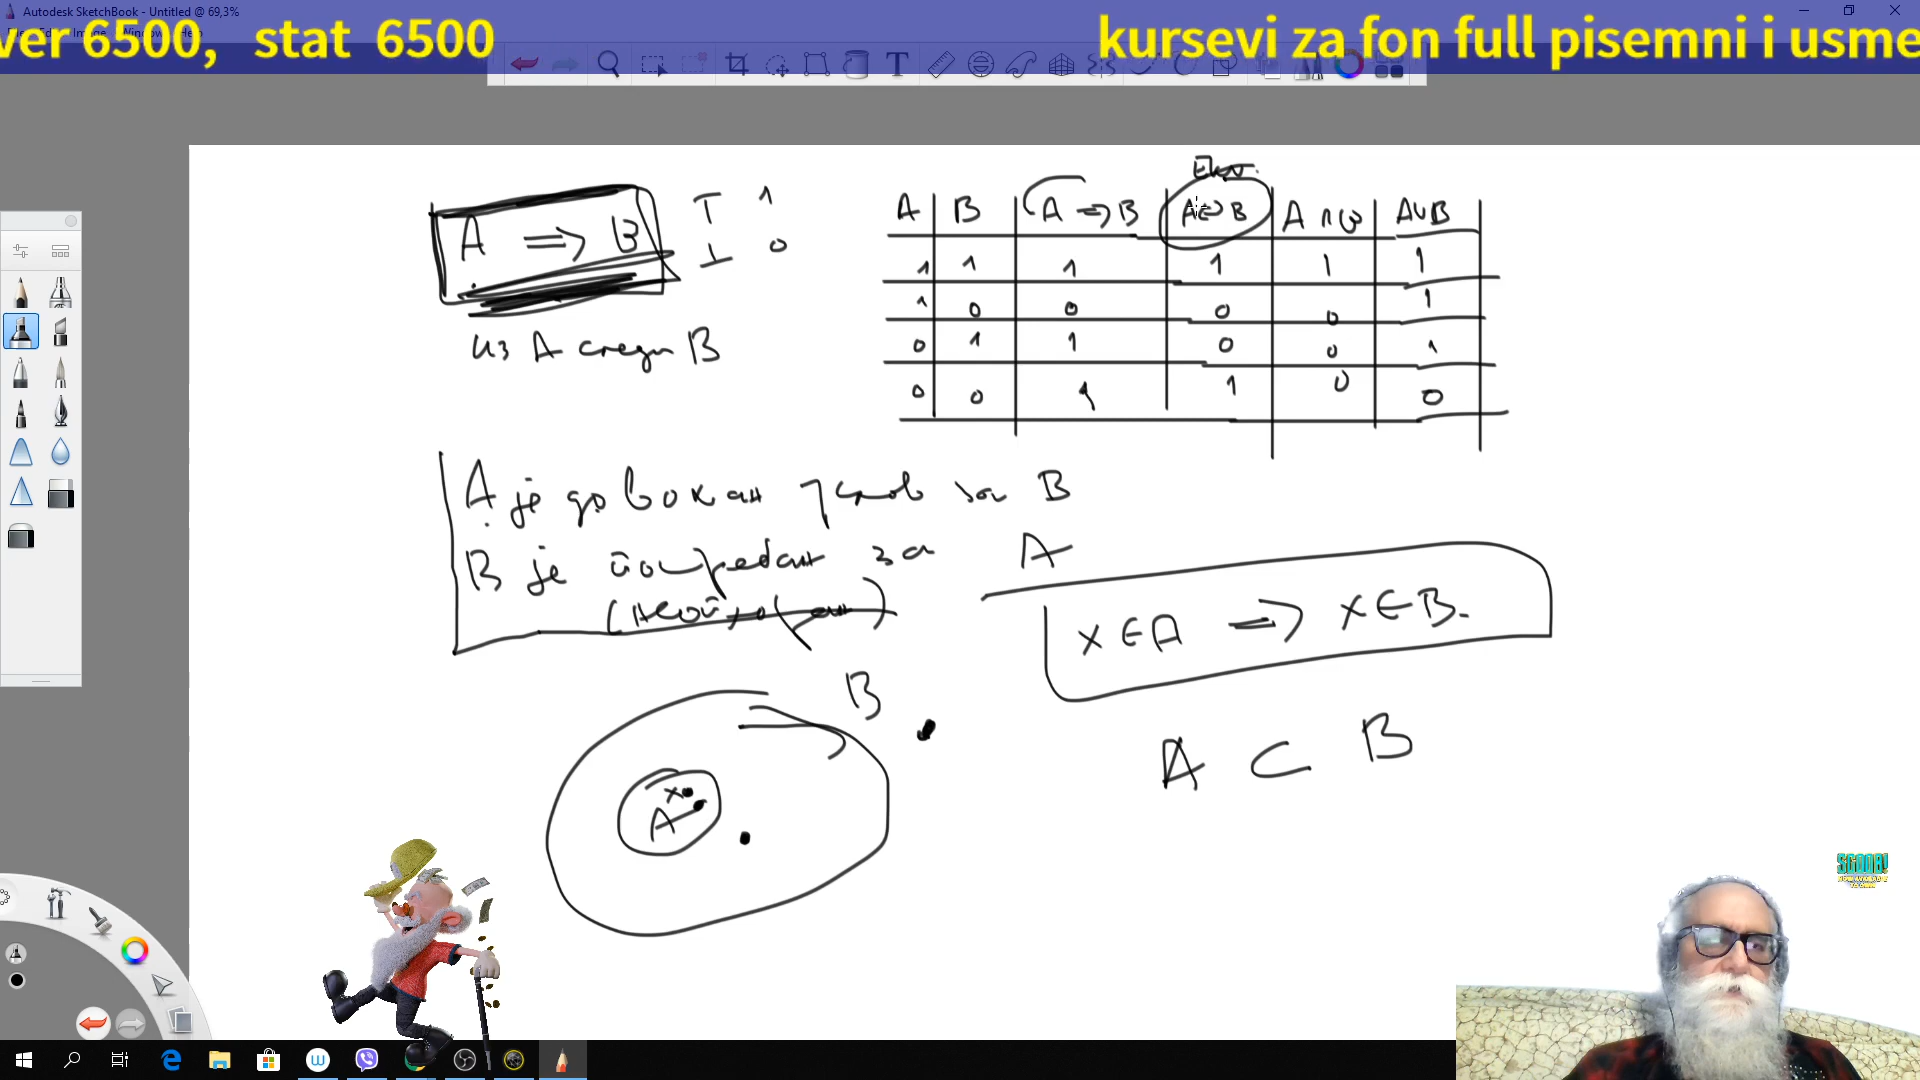 Autodesk SketchBook - Untitled @ 69,3%
ver 6500, stat 6500
kursevi za fon full pisemni i usme
A ⇒ B
⊤ 1
⊥ 0
из A следи B
Екв.
A B A ⇒ B A ⇔ B A ∧ B A ∪ B
1 1 1 1 1 1
1 0 0 0 0 1
0 1 1 0 0 1
0 0 1 1 0 0
A је довољан услов за B
B је потребан за A
x ∈ A ⇒ x ∈ B.
B
x
A
A ⊂ B
SCOOB!